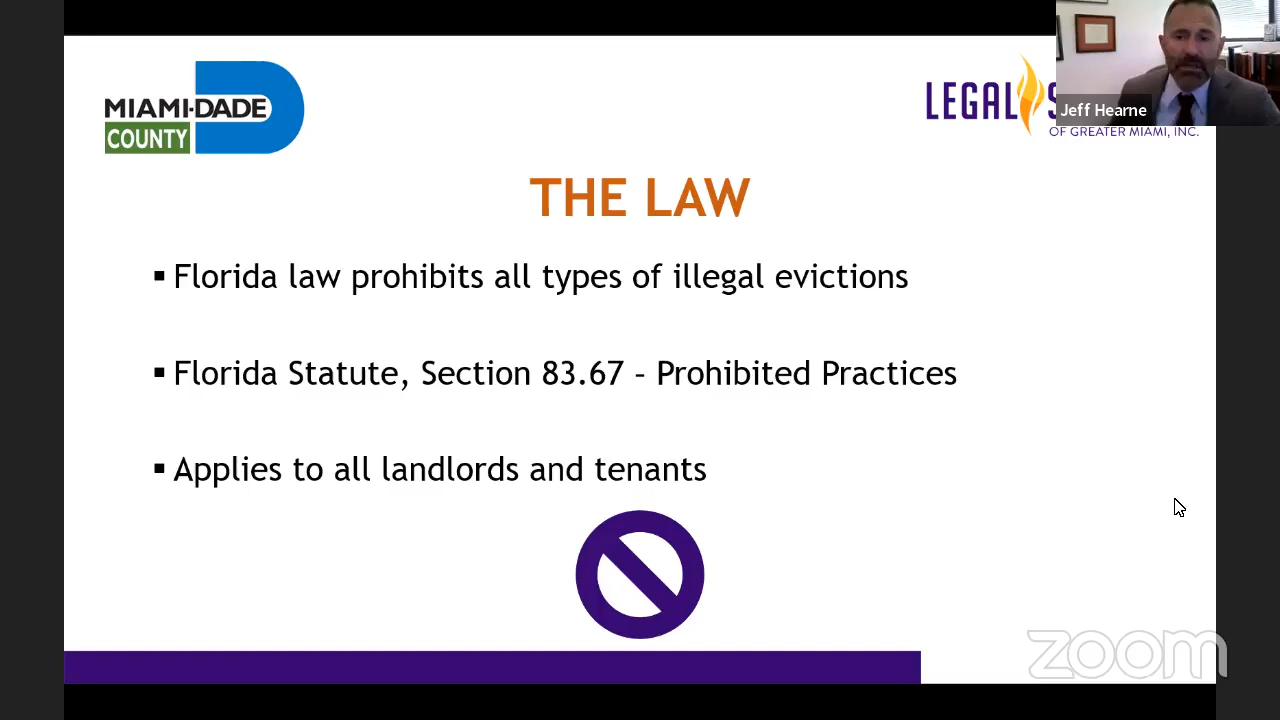 MIAMI-DADE
COUNTY
LEGAL S
OF GREATER MIAMI, INC.
Jeff Hearne
THE LAW
▪ Florida law prohibits all types of illegal evictions
▪ Florida Statute, Section 83.67 – Prohibited Practices
▪ Applies to all landlords and tenants
zoom